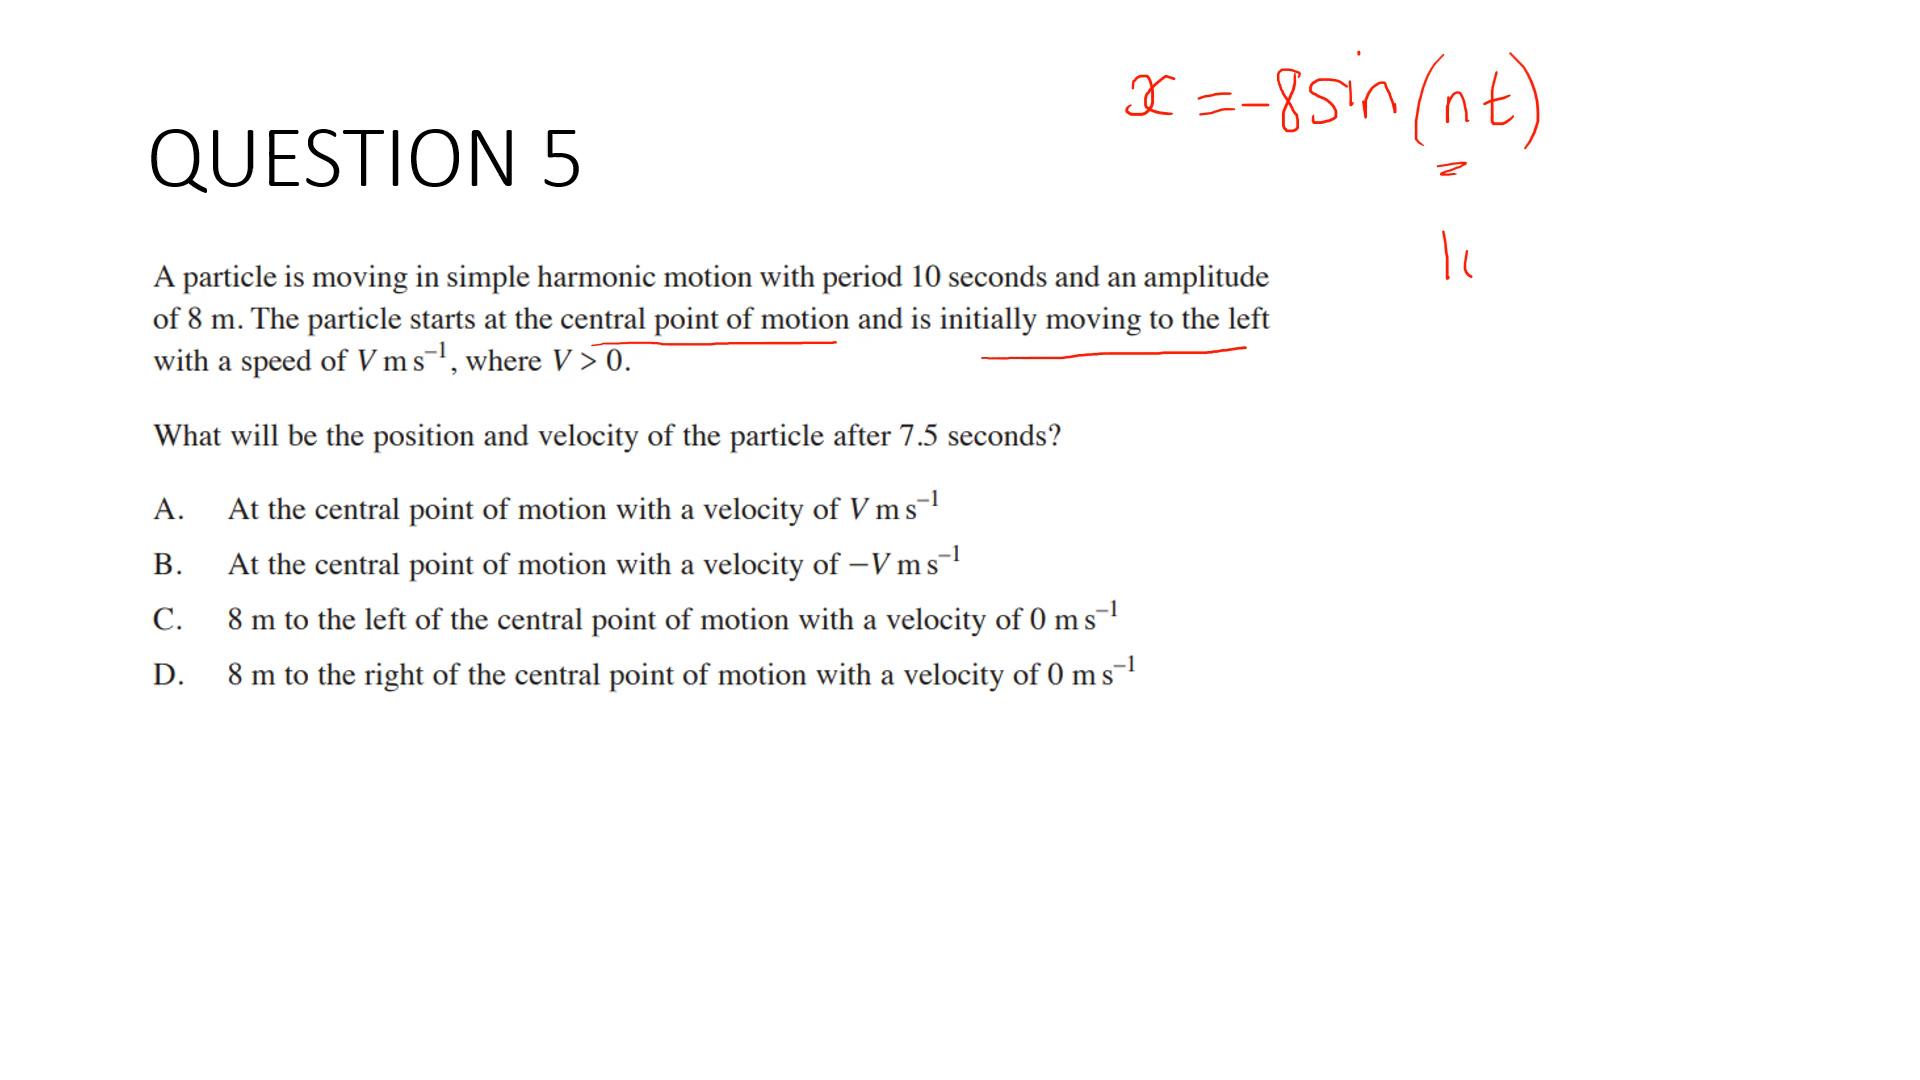 x = -8 sin (nt)
QUESTION 5
A particle is moving in simple harmonic motion with period 10 seconds and an amplitude
of 8 m. The particle starts at the central point of motion and is initially moving to the left
with a speed of V m s⁻¹, where V > 0.
What will be the position and velocity of the particle after 7.5 seconds?
A. At the central point of motion with a velocity of V m s⁻¹
B. At the central point of motion with a velocity of −V m s⁻¹
C. 8 m to the left of the central point of motion with a velocity of 0 m s⁻¹
D. 8 m to the right of the central point of motion with a velocity of 0 m s⁻¹